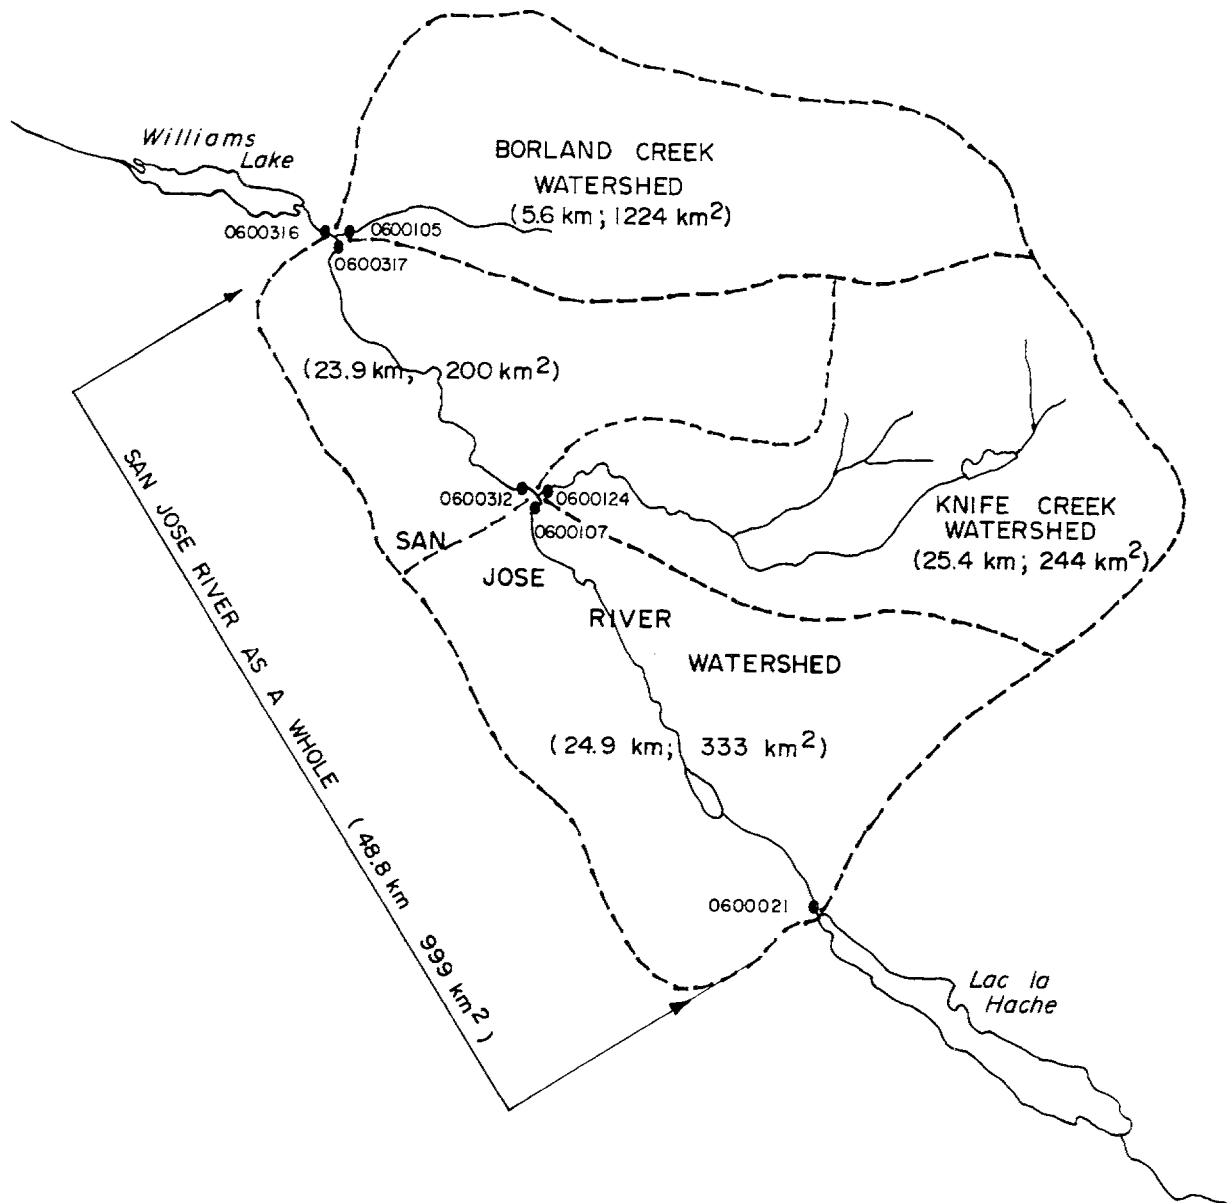 Williams
Lake
BORLAND CREEK
WATERSHED
(5.6 km; 1224 km²)
0600316
0600105
0600317
(23.9 km; 200 km²)
0600312
0600124
0600107
KNIFE CREEK
WATERSHED
(25.4 km; 244 km²)
SAN
JOSE
RIVER
WATERSHED
(24.9 km; 333 km²)
SAN JOSE RIVER AS A WHOLE (48.8 km 999 km²)
0600021
Lac la
Hache